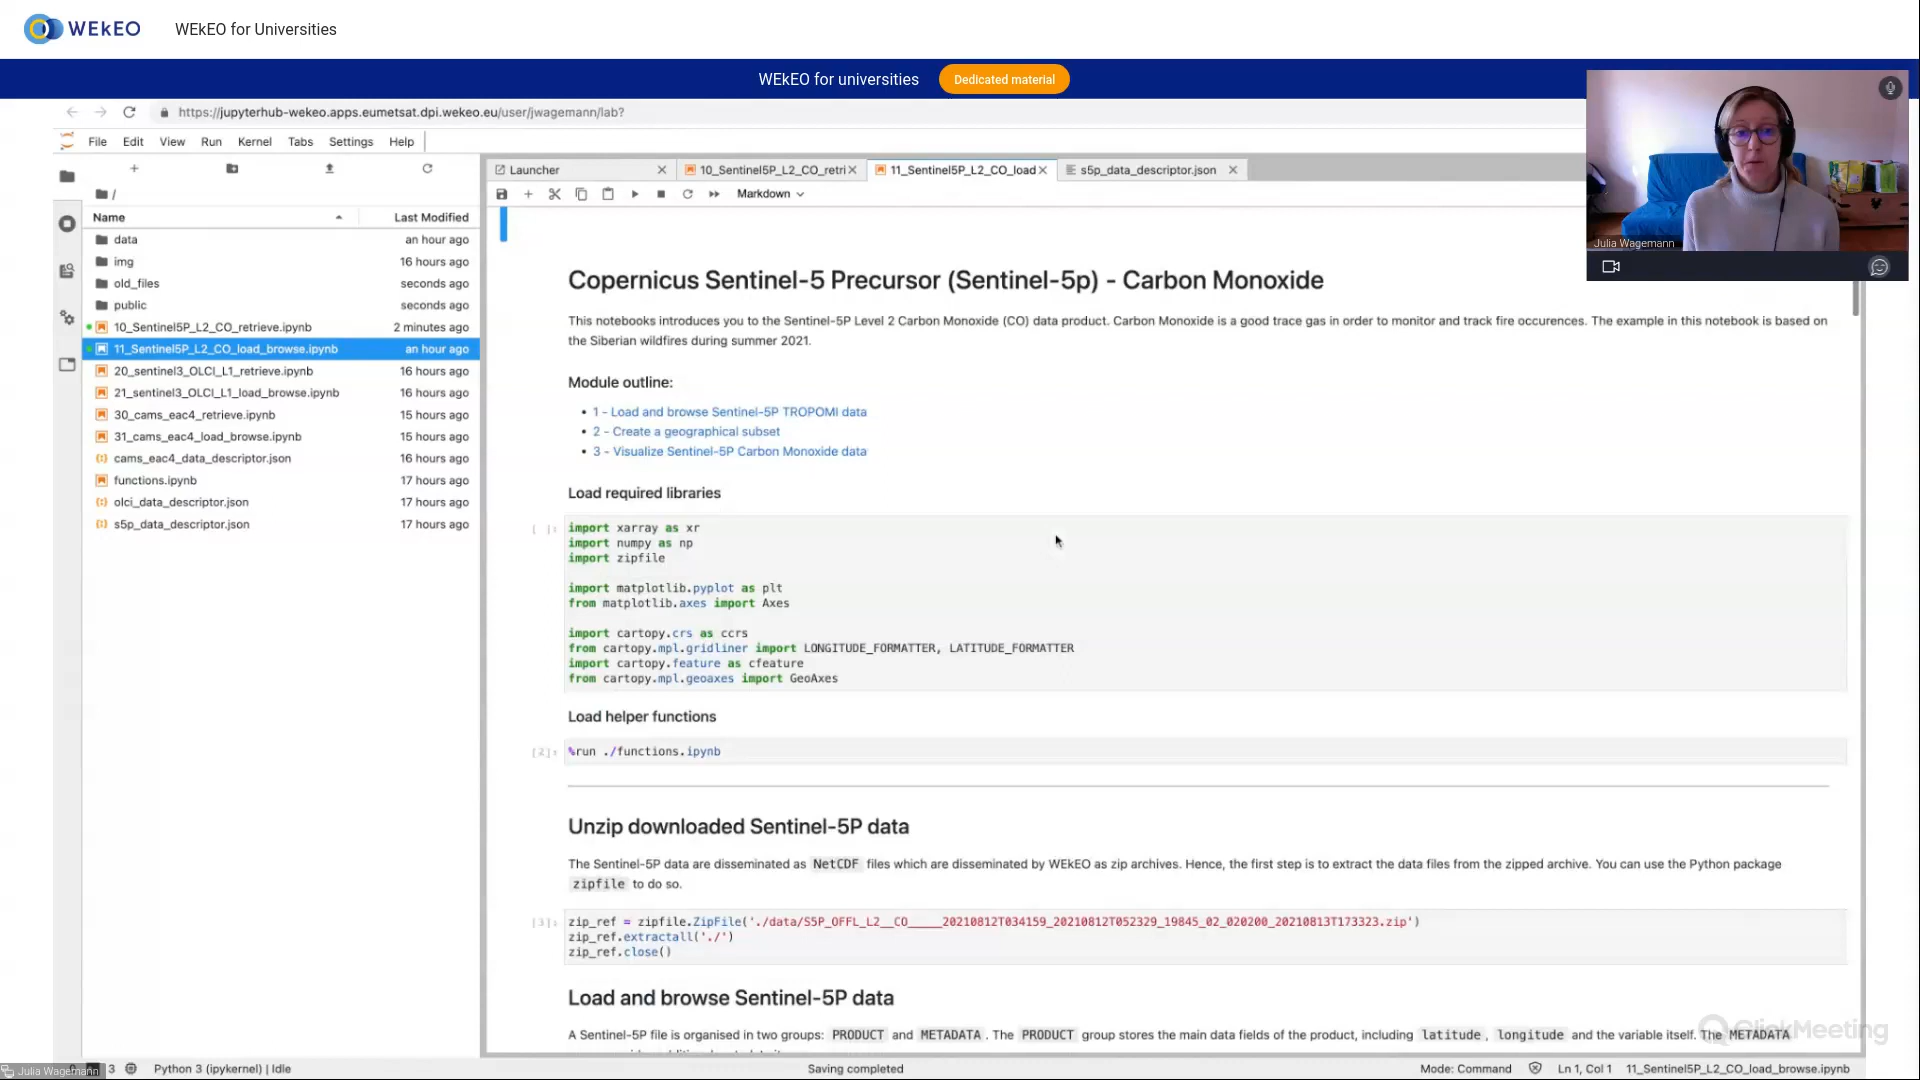 WEkEO
WEkEO for Universities
WEkEO for universities
Dedicated material
https://jupyterhub-wekeo.apps.eumetsat.dpi.wekeo.eu/user/jwagemann/lab?
File Edit View Run Kernel Tabs Settings Help
Launcher
10_Sentinel5P_L2_CO_retri
11_Sentinel5P_L2_CO_load
s5p_data_descriptor.json
Markdown
/
Name Last Modified
data an hour ago
img 16 hours ago
old_files seconds ago
public seconds ago
10_Sentinel5P_L2_CO_retrieve.ipynb 2 minutes ago
11_Sentinel5P_L2_CO_load_browse.ipynb an hour ago
20_sentinel3_OLCI_L1_retrieve.ipynb 16 hours ago
21_sentinel3_OLCI_L1_load_browse.ipynb 16 hours ago
30_cams_eac4_retrieve.ipynb 15 hours ago
31_cams_eac4_load_browse.ipynb 15 hours ago
cams_eac4_data_descriptor.json 16 hours ago
functions.ipynb 17 hours ago
olci_data_descriptor.json 17 hours ago
s5p_data_descriptor.json 17 hours ago
Julia Wagemann
Copernicus Sentinel-5 Precursor (Sentinel-5p) - Carbon Monoxide
This notebooks introduces you to the Sentinel-5P Level 2 Carbon Monoxide (CO) data product. Carbon Monoxide is a good trace gas in order to monitor and track fire occurences. The example in this notebook is based on
the Siberian wildfires during summer 2021.
Module outline:
• 1 - Load and browse Sentinel-5P TROPOMI data
• 2 - Create a geographical subset
• 3 - Visualize Sentinel-5P Carbon Monoxide data
Load required libraries
[ ]:
import xarray as xr
import numpy as np
import zipfile
import matplotlib.pyplot as plt
from matplotlib.axes import Axes
import cartopy.crs as ccrs
from cartopy.mpl.gridliner import LONGITUDE_FORMATTER, LATITUDE_FORMATTER
import cartopy.feature as cfeature
from cartopy.mpl.geoaxes import GeoAxes
Load helper functions
[2]: %run ./functions.ipynb
Unzip downloaded Sentinel-5P data
The Sentinel-5P data are disseminated as NetCDF files which are disseminated by WEkEO as zip archives. Hence, the first step is to extract the data files from the zipped archive. You can use the Python package
zipfile to do so.
[3]: zip_ref = zipfile.ZipFile('./data/S5P_OFFL_L2__CO_____20210812T034159_20210812T052329_19845_02_020200_20210813T173323.zip')
zip_ref.extractall('./')
zip_ref.close()
Load and browse Sentinel-5P data
A Sentinel-5P file is organised in two groups: PRODUCT and METADATA . The PRODUCT group stores the main data fields of the product, including latitude , longitude and the variable itself. The METADATA
ClickMeeting
Julia Wagemann
3
Python 3 (ipykernel) | Idle
Saving completed
Mode: Command
Ln 1, Col 1
11_Sentinel5P_L2_CO_load_browse.ipynb